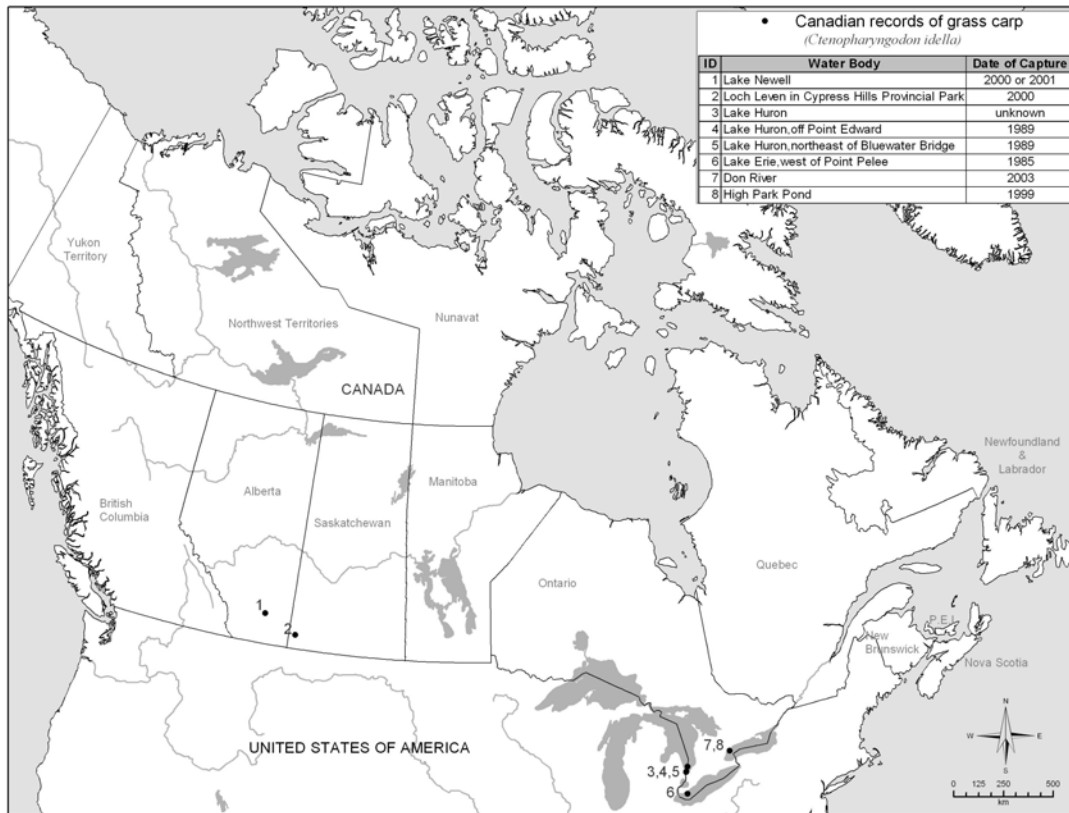 Canadian records of grass carp
(Ctenopharyngodon idella)
ID Water Body Date of Capture
1 Lake Newell 2000 or 2001
2 Loch Leven in Cypress Hills Provincial Park 2000
3 Lake Huron unknown
4 Lake Huron,off Point Edward 1989
5 Lake Huron,northeast of Bluewater Bridge 1989
6 Lake Erie,west of Point Pelee 1985
7 Don River 2003
8 High Park Pond 1999
Yukon
Territory
Northwest Territories
Nunavat
CANADA
Newfoundland
&
Labrador
British
Columbia
Alberta
Saskatchewan
Manitoba
Ontario
Quebec
1
2
P.E.I.
New
Brunswick
Nova Scotia
UNITED STATES OF AMERICA
7,8
3,4,5
6
N
W E
S
0 125 250 500
km